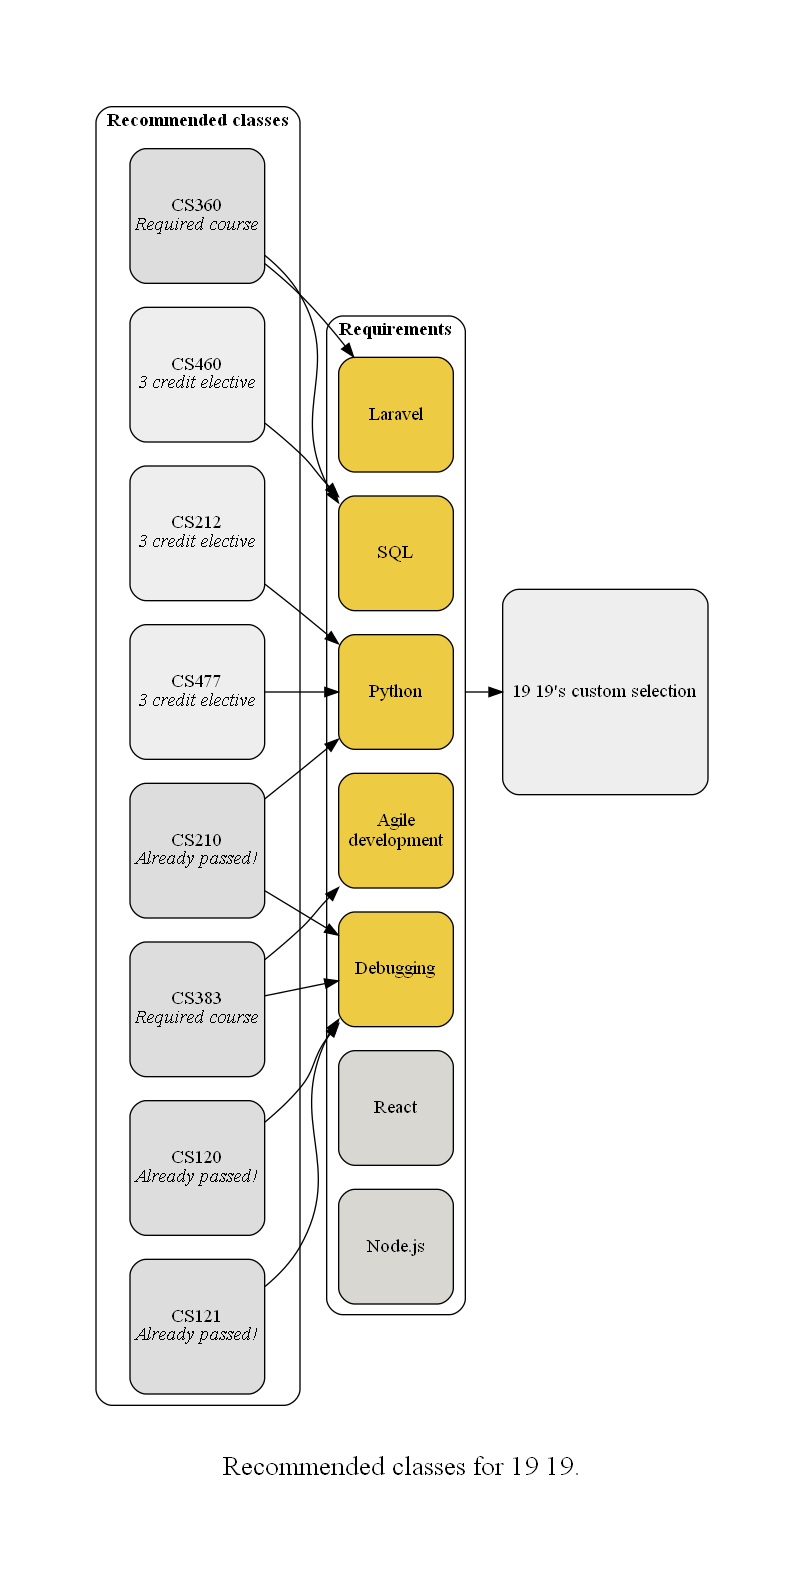 Recommended classes
CS360
Required course
CS460
3 credit elective
CS212
3 credit elective
CS477
3 credit elective
CS210
Already passed!
CS383
Required course
CS120
Already passed!
CS121
Already passed!
Requirements
Laravel
SQL
Python
Agile
development
Debugging
React
Node.js
19 19's custom selection
Recommended classes for 19 19.